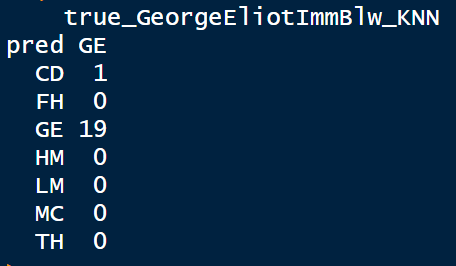 true_GeorgeEliotImmBlw_KNN
pred GE
CD 1
FH 0
GE 19
HM 0
LM 0
MC 0
TH 0